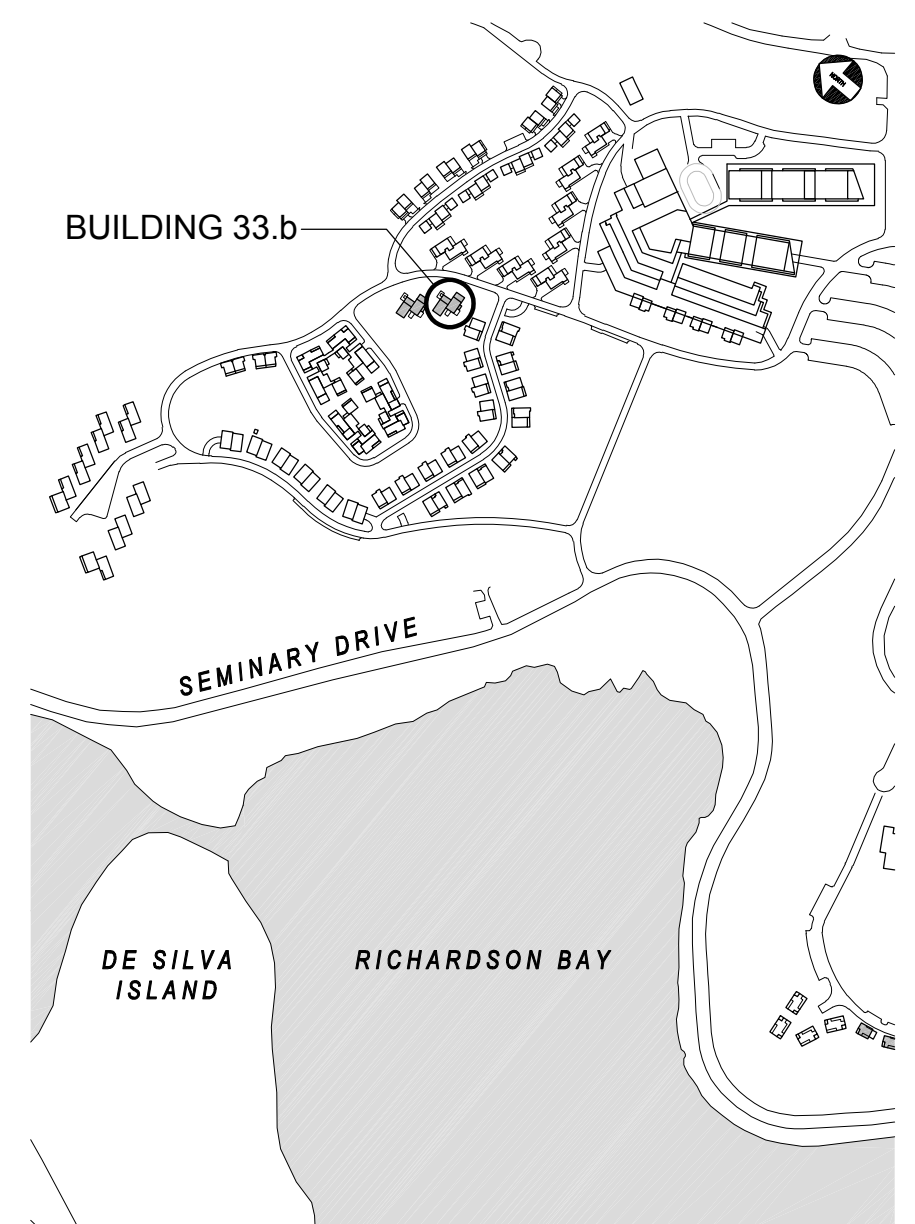 NORTH
BUILDING 33.b
SEMINARY DRIVE
DE SILVA
ISLAND
RICHARDSON BAY